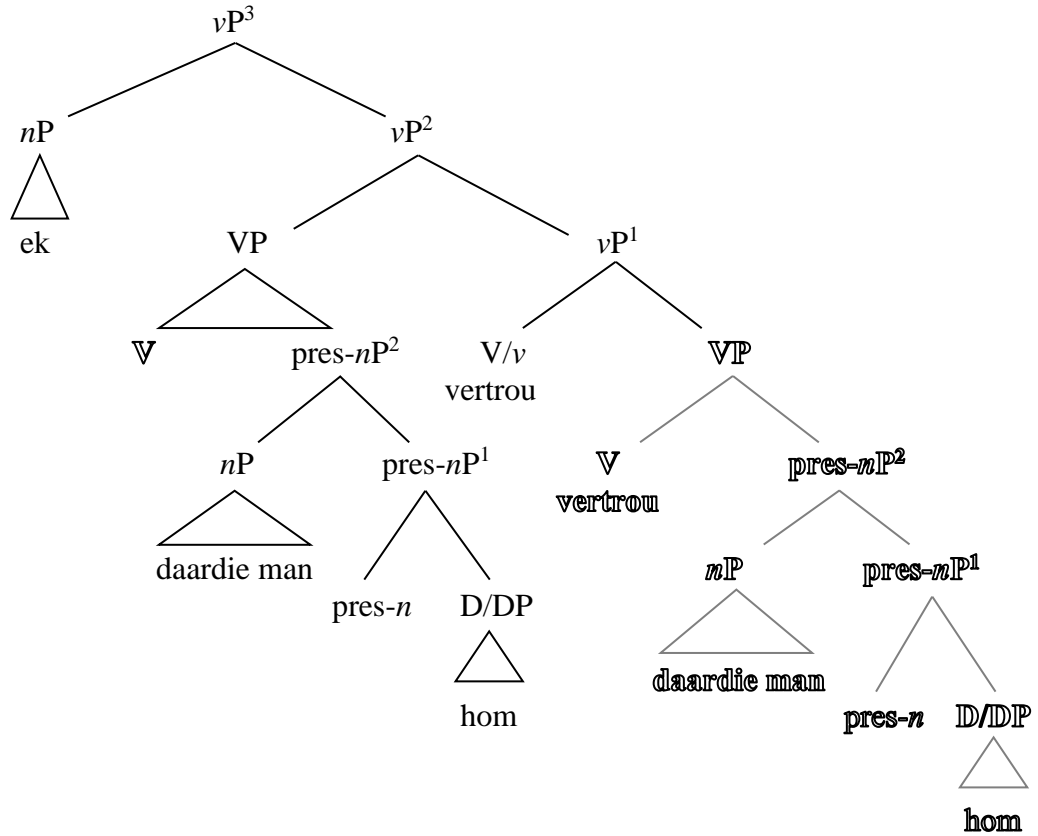 vP³
nP vP²
ek VP vP¹
V pres-nP² V/v VP
vertrou
nP pres-nP¹ V pres-nP²
vertrou
daardie man nP pres-nP¹
pres-n D/DP
daardie man
hom pres-n D/DP
hom